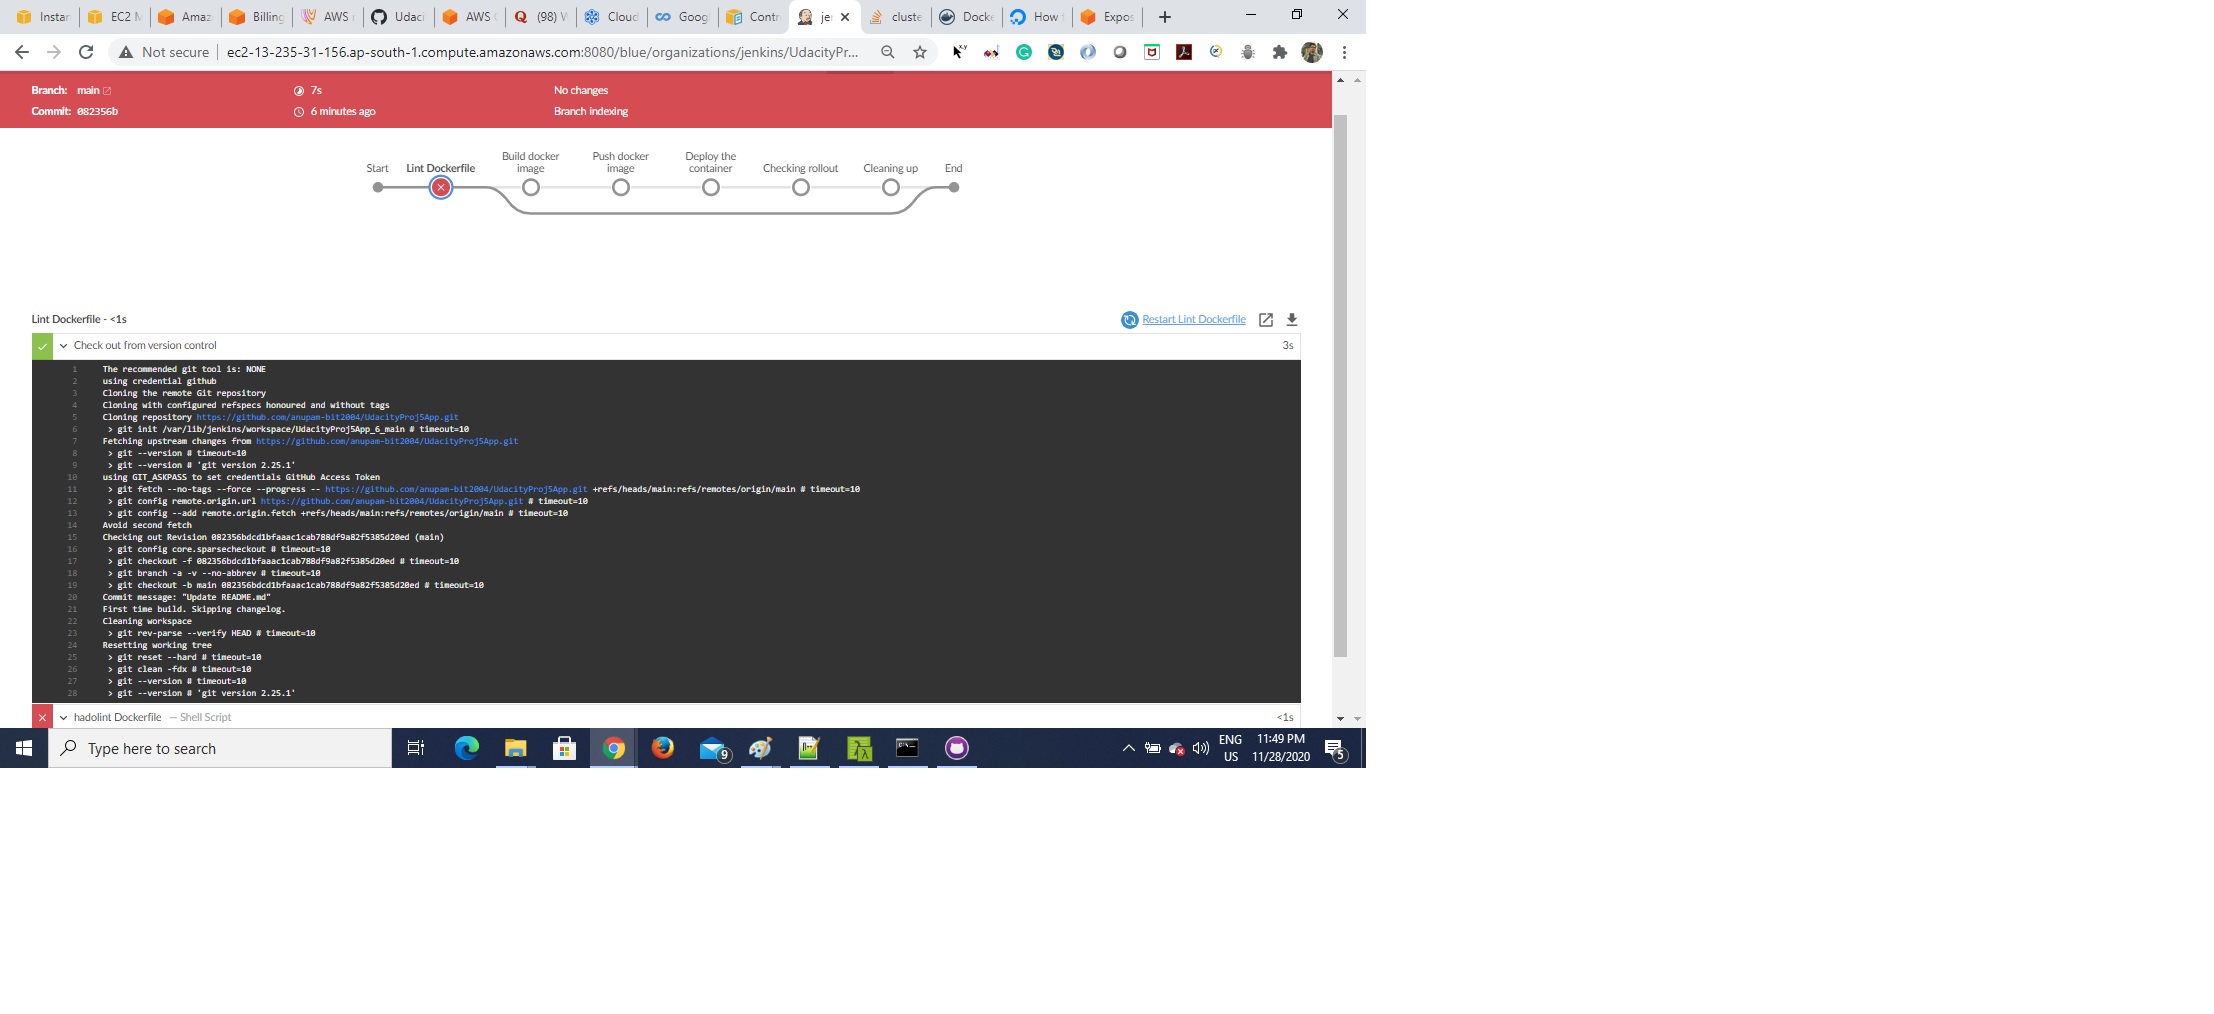 Instan
EC2 M
Amaz
Billing
AWS r
Udaci
AWS C
(98) W
Cloud
Goog
Contr
je
cluste
Docke
How t
Expos
Not secure
ec2-13-235-31-156.ap-south-1.compute.amazonaws.com:8080/blue/organizations/jenkins/UdacityPr...
Branch: main
7s
No changes
Commit: 082356b
6 minutes ago
Branch indexing
Start
Lint Dockerfile
Build docker
image
Push docker
image
Deploy the
container
Checking rollout
Cleaning up
End
Lint Dockerfile - <1s
Restart Lint Dockerfile
Check out from version control
3s
1 The recommended git tool is: NONE
2 using credential github
3 Cloning the remote Git repository
4 Cloning with configured refspecs honoured and without tags
5 Cloning repository https://github.com/anupam-bit2004/UdacityProj5App.git
6 > git init /var/lib/jenkins/workspace/UdacityProj5App_6_main # timeout=10
7 Fetching upstream changes from https://github.com/anupam-bit2004/UdacityProj5App.git
8 > git --version # timeout=10
9 > git --version # 'git version 2.25.1'
10 using GIT_ASKPASS to set credentials GitHub Access Token
11 > git fetch --no-tags --force --progress -- https://github.com/anupam-bit2004/UdacityProj5App.git +refs/heads/main:refs/remotes/origin/main # timeout=10
12 > git config remote.origin.url https://github.com/anupam-bit2004/UdacityProj5App.git # timeout=10
13 > git config --add remote.origin.fetch +refs/heads/main:refs/remotes/origin/main # timeout=10
14 Avoid second fetch
15 Checking out Revision 082356bdcd1bfaaac1cab788df9a82f5385d20ed (main)
16 > git config core.sparsecheckout # timeout=10
17 > git checkout -f 082356bdcd1bfaaac1cab788df9a82f5385d20ed # timeout=10
18 > git branch -a -v --no-abbrev # timeout=10
19 > git checkout -b main 082356bdcd1bfaaac1cab788df9a82f5385d20ed # timeout=10
20 Commit message: "Update README.md"
21 First time build. Skipping changelog.
22 Cleaning workspace
23 > git rev-parse --verify HEAD # timeout=10
24 Resetting working tree
25 > git reset --hard # timeout=10
26 > git clean -fdx # timeout=10
27 > git --version # timeout=10
28 > git --version # 'git version 2.25.1'
hadolint Dockerfile — Shell Script
<1s
Type here to search
9
ENG
US
11:49 PM
11/28/2020
5